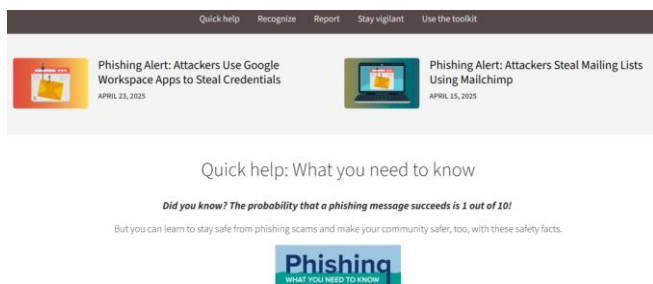 Quick help Recognize Report Stay vigilant Use the toolkit
Phishing Alert: Attackers Use Google
Workspace Apps to Steal Credentials
APRIL 23, 2025
Phishing Alert: Attackers Steal Mailing Lists
Using Mailchimp
APRIL 15, 2025
Quick help: What you need to know
Did you know? The probability that a phishing message succeeds is 1 out of 10!
But you can learn to stay safe from phishing scams and make your community safer, too, with these safety facts.
Phishing
WHAT YOU NEED TO KNOW